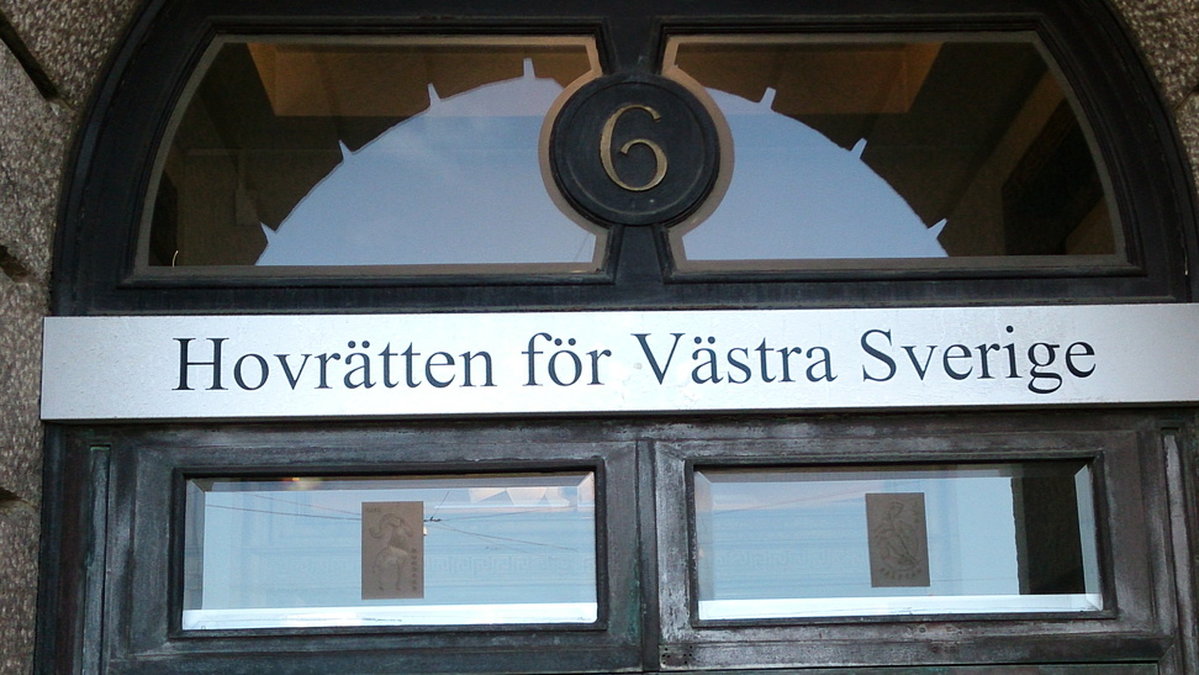 6
Hovrätten för Västra Sverige